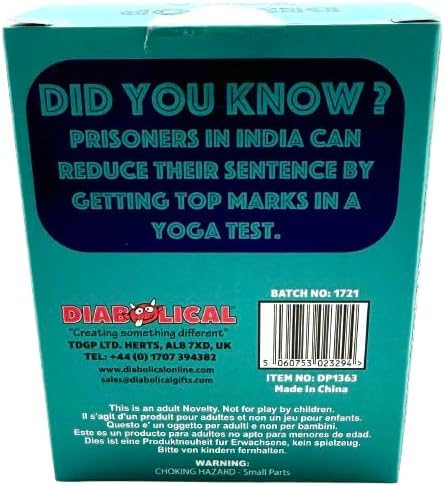 DID YOU KNOW ?
PRISONERS IN INDIA CAN
REDUCE THEIR SENTENCE BY
GETTING TOP MARKS IN A
YOGA TEST.
BATCH NO: 1721
DIABOLICAL
"Creating something different"
TDGP LTD. HERTS, AL8 7XD, UK
TEL: +44 (0) 1707 394382
www.diabolicalonline.com
sales@diabolicalgifts.com
5 060753 023294 >
ITEM NO: DP1363
Made In China
This is an adult Novelty. Not for play by children.
Il s'agit d'un produit pour adultes et non un jeu pour enfants.
Questo e' un oggetto per adulti e non per bambini.
Este es un producto para adultos no apto para menores de edad.
Dies ist eine Produktneuheit fur Erwachsene, kein spielzeug.
Bitte von kindern fernhalten.
WARNING:
CHOKING HAZARD - Small Parts